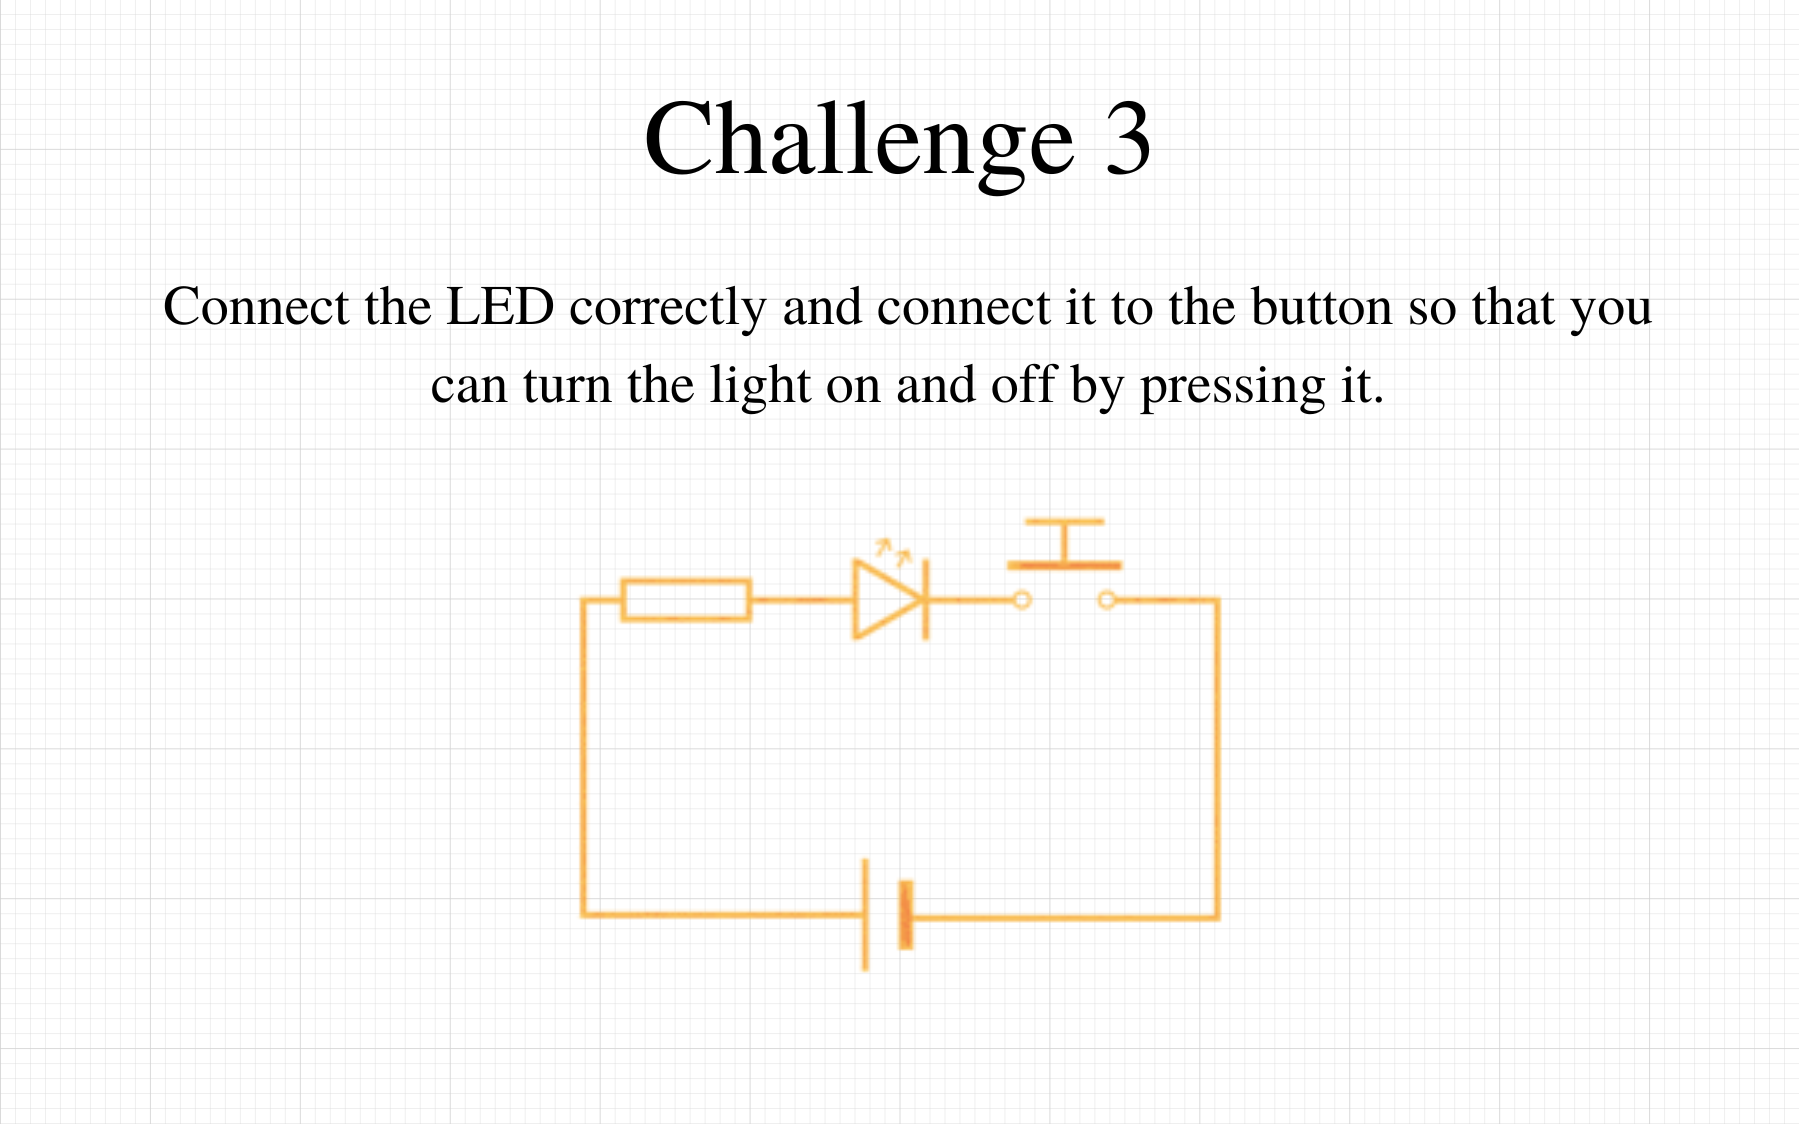 Challenge 3
Connect the LED correctly and connect it to the button so that you
can turn the light on and off by pressing it.